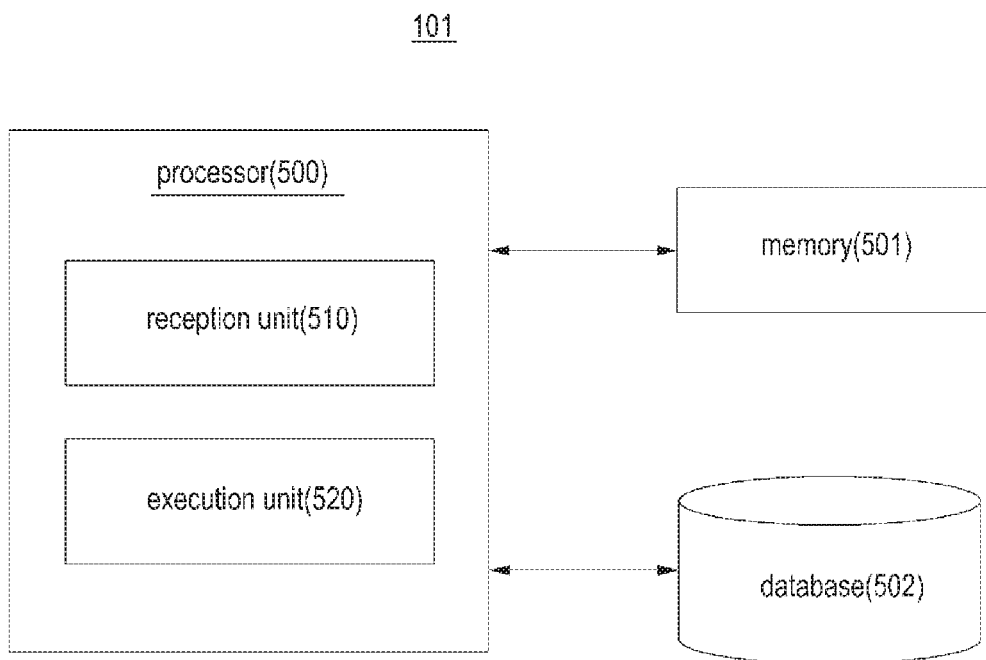 101
processor(500)
reception unit(510)
execution unit(520)
memory(501)
database(502)